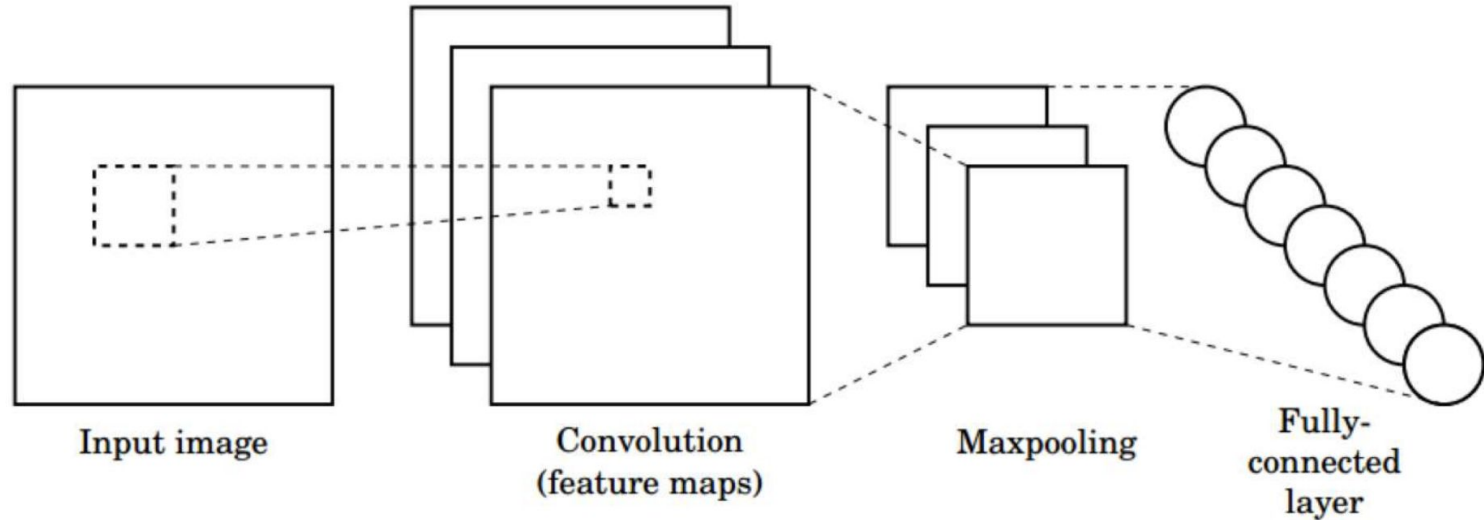 Input image
Convolution
(feature maps)
Maxpooling
Fully-
connected
layer